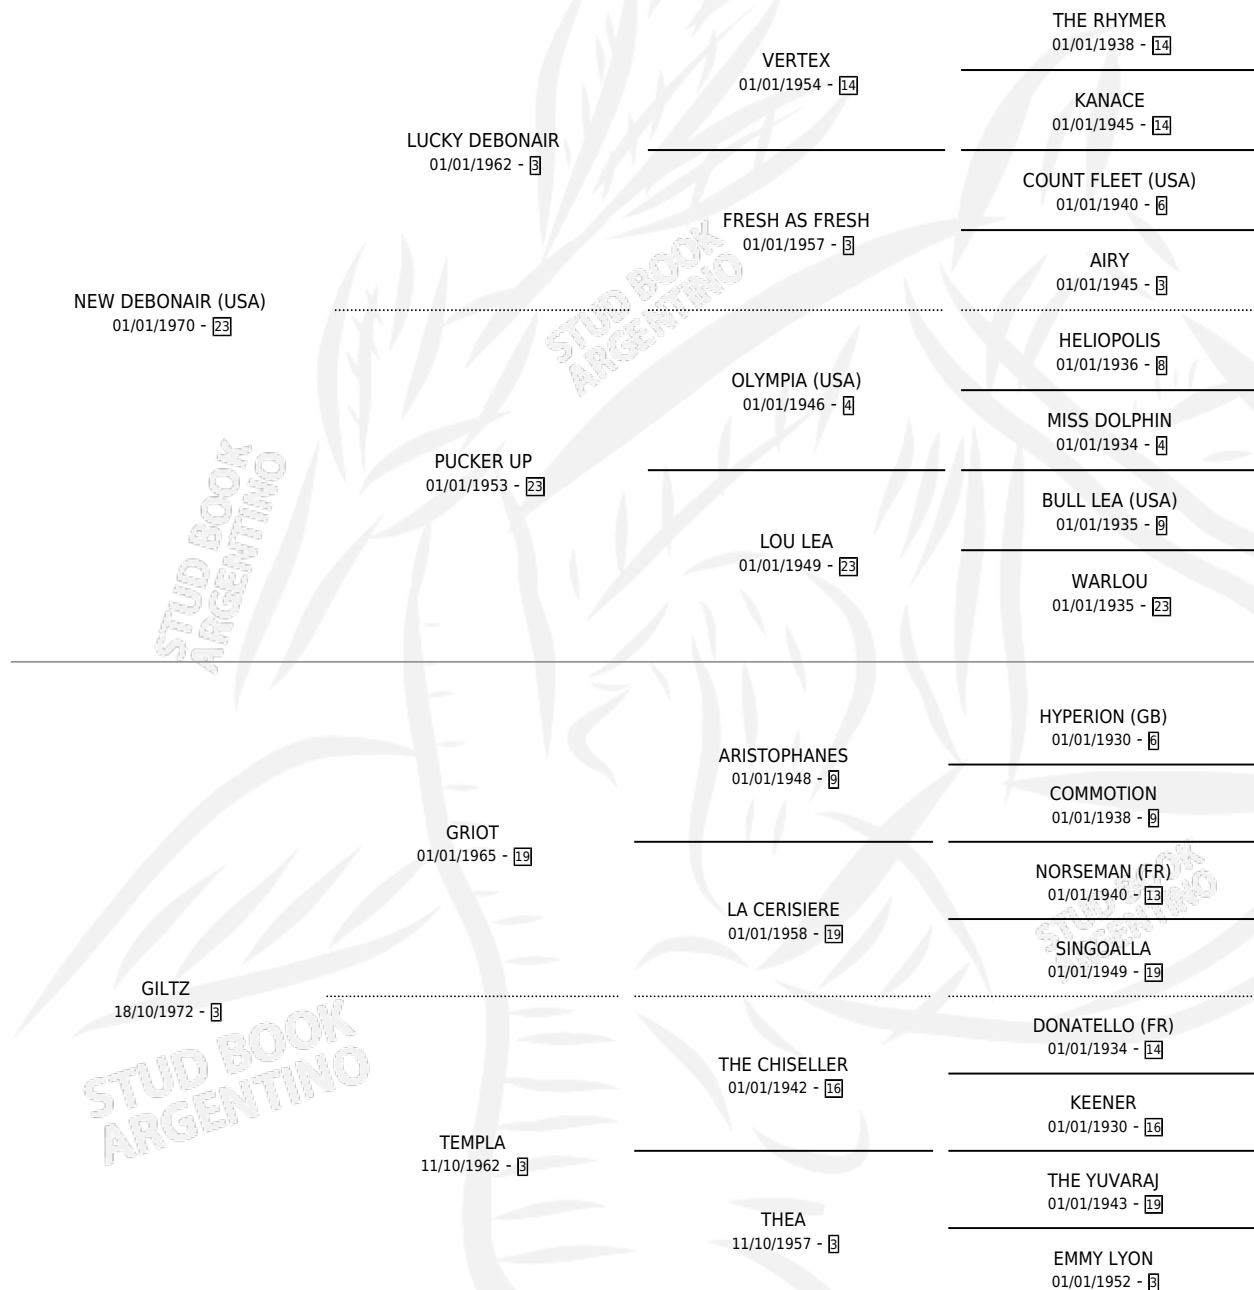 NEW DEBONAIR (USA)
01/01/1970 - 23
LUCKY DEBONAIR
01/01/1962 - 3
VERTEX
01/01/1954 - 14
THE RHYMER
01/01/1938 - 14
KANACE
01/01/1945 - 14
FRESH AS FRESH
01/01/1957 - 3
COUNT FLEET (USA)
01/01/1940 - 6
AIRY
01/01/1945 - 3
PUCKER UP
01/01/1953 - 23
OLYMPIA (USA)
01/01/1946 - 4
HELIOPOLIS
01/01/1936 - 8
MISS DOLPHIN
01/01/1934 - 4
LOU LEA
01/01/1949 - 23
BULL LEA (USA)
01/01/1935 - 9
WARLOU
01/01/1935 - 23
GILTZ
18/10/1972 - 3
GRIOT
01/01/1965 - 19
ARISTOPHANES
01/01/1948 - 9
HYPERION (GB)
01/01/1930 - 6
COMMOTION
01/01/1938 - 9
LA CERISIERE
01/01/1958 - 19
NORSEMAN (FR)
01/01/1940 - 13
SINGOALLA
01/01/1949 - 19
TEMPLA
11/10/1962 - 3
THE CHISELLER
01/01/1942 - 16
DONATELLO (FR)
01/01/1934 - 14
KEENER
01/01/1930 - 16
THEA
11/10/1957 - 3
THE YUVARAJ
01/01/1943 - 19
EMMY LYON
01/01/1952 - 3
STUD BOOK
ARGENTINO
STUD BOOK
ARGENTINO
STUD BOOK
ARGENTINO
STUD BOOK
ARGENTINO